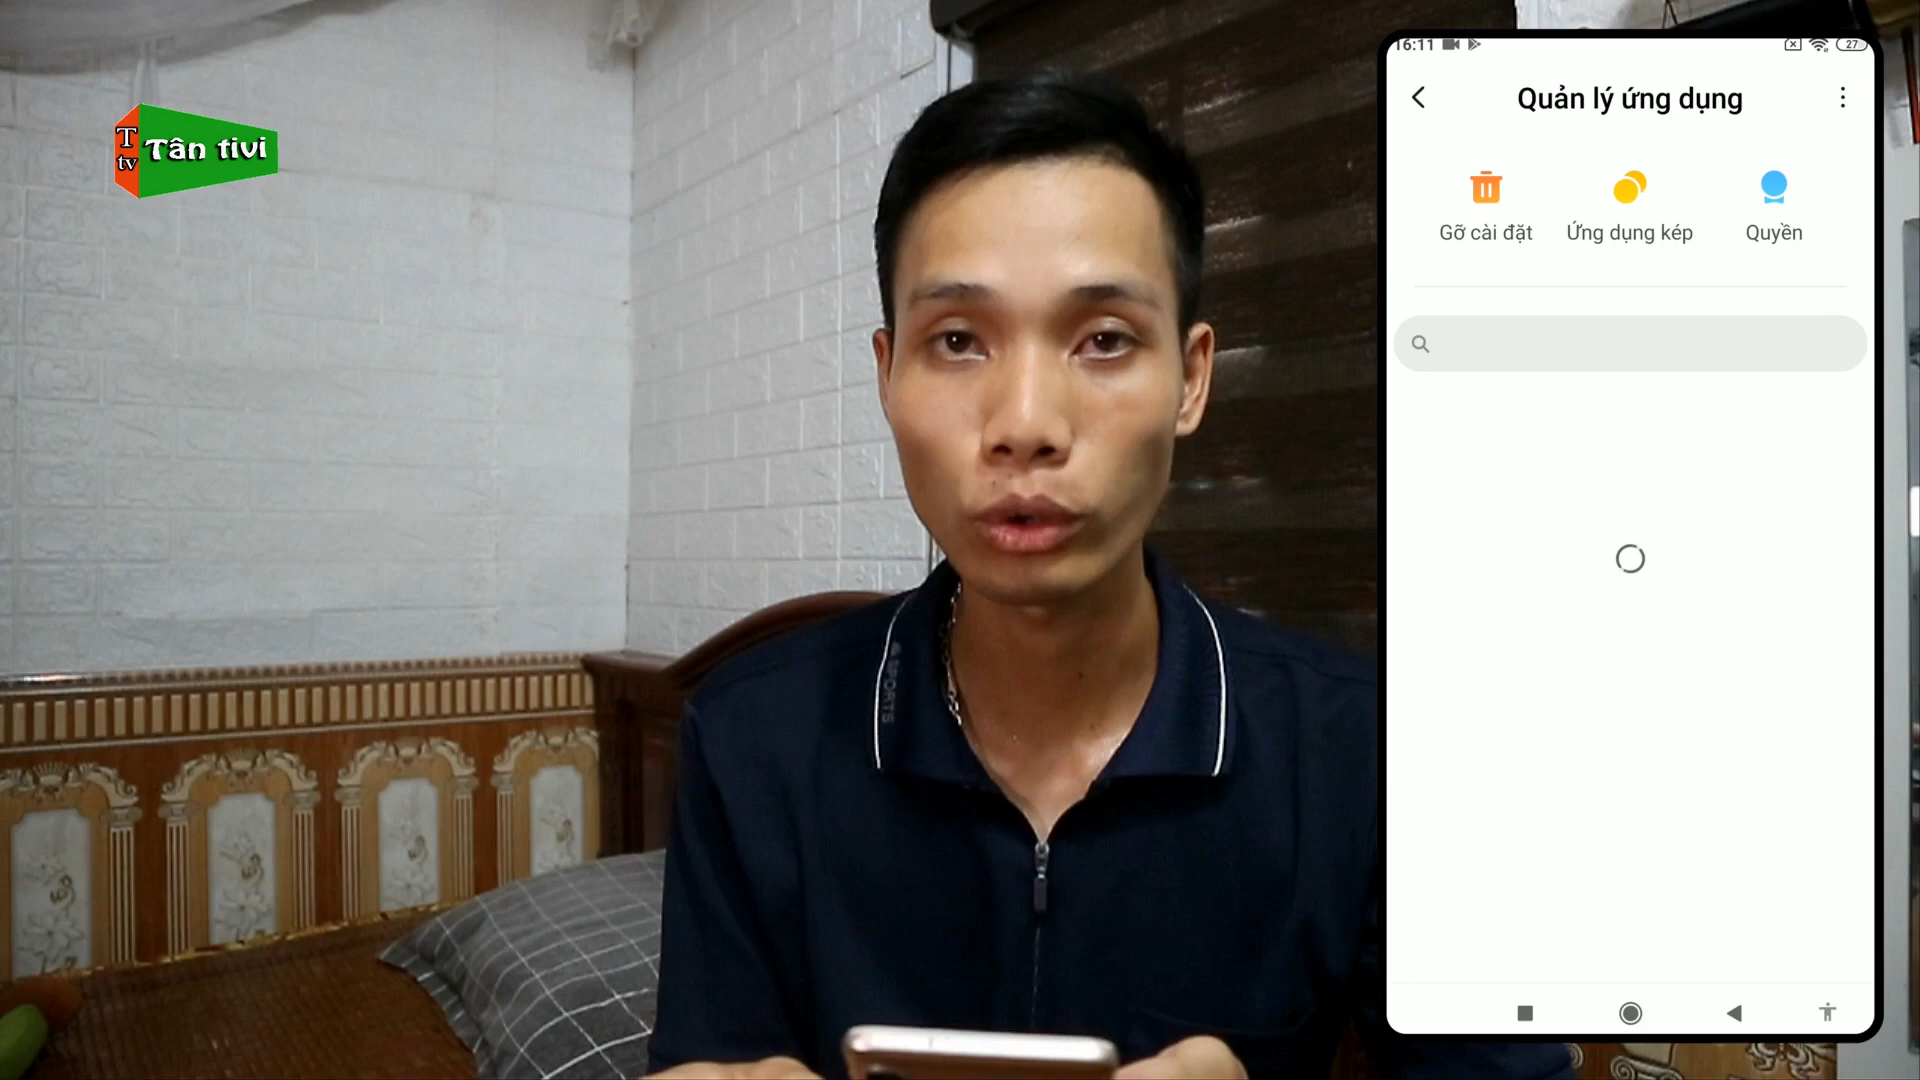 T
tv
Tân tivi
SPORTS
16:11
27
Quản lý ứng dụng
Gỡ cài đặt
Ứng dụng kép
Quyền